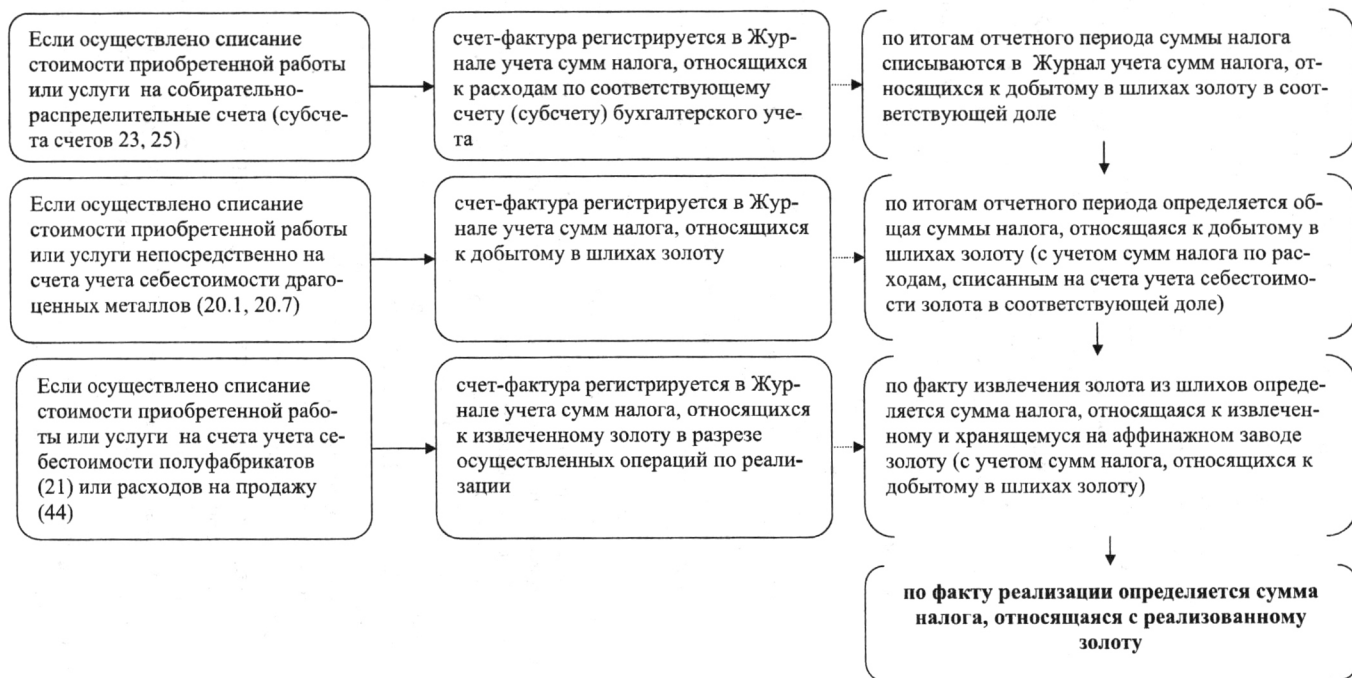 Если осуществлено списание
стоимости приобретенной работы
или услуги на собирательно-
распределительные счета (субсче-
та счетов 23, 25)
счет-фактура регистрируется в Жур-
нале учета сумм налога, относящихся
к расходам по соответствующему
счету (субсчету) бухгалтерского уче-
та
по итогам отчетного периода суммы налога
списываются в Журнал учета сумм налога, от-
носящихся к добытому в шлихах золоту в соот-
ветствующей доле
Если осуществлено списание
стоимости приобретенной работы
или услуги непосредственно на
счета учета себестоимости драго-
ценных металлов (20.1, 20.7)
счет-фактура регистрируется в Жур-
нале учета сумм налога, относящихся
к добытому в шлихах золоту
по итогам отчетного периода определяется об-
щая суммы налога, относящаяся к добытому в
шлихах золоту (с учетом сумм налога по рас-
ходам, списанным на счета учета себестоимо-
сти золота в соответствующей доле)
Если осуществлено списание
стоимости приобретенной рабо-
ты или услуги на счета учета се-
бестоимости полуфабрикатов
(21) или расходов на продажу
(44)
счет-фактура регистрируется в Жур-
нале учета сумм налога, относящихся
к извлеченному золоту в разрезе
осуществленных операций по реали-
зации
по факту извлечения золота из шлихов опреде-
ляется сумма налога, относящаяся к извлечен-
ному и хранящемуся на аффинажном заводе
золоту (с учетом сумм налога, относящихся к
добытому в шлихах золоту)
по факту реализации определяется сумма
налога, относящаяся с реализованному
золоту